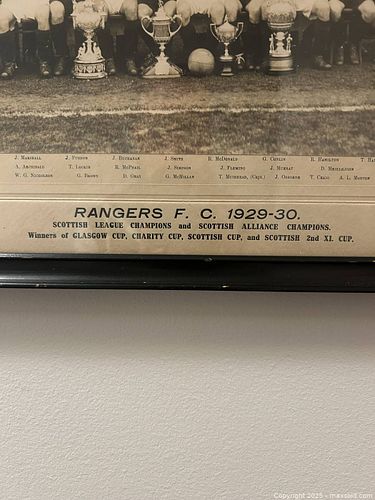 J. Marshall J. Purdon J. Buchanan J. Smith R. McDonald G. Conlin R. Hamilton
A. Archibald T. Lockie R. McPhail J. Simpson J. Fleming J. Murray D. Meiklejohn
W. G. Nicholson G. Brown D. Gray G. McMillan T. Muirhead, (Capt.) J. Osborne T. Craig A. L. Morton
RANGERS F. C. 1929-30.
SCOTTISH LEAGUE CHAMPIONS and SCOTTISH ALLIANCE CHAMPIONS.
Winners of GLASGOW CUP, CHARITY CUP, SCOTTISH CUP, and SCOTTISH 2nd XI. CUP.
Copyright 2025 - maxsold.com